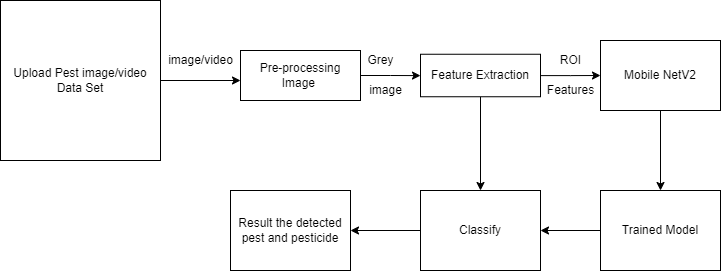 Upload Pest image/video
Data Set
image/video
Pre-processing
Image
Grey
image
Feature Extraction
ROI
Features
Mobile NetV2
Result the detected
pest and pesticide
Classify
Trained Model